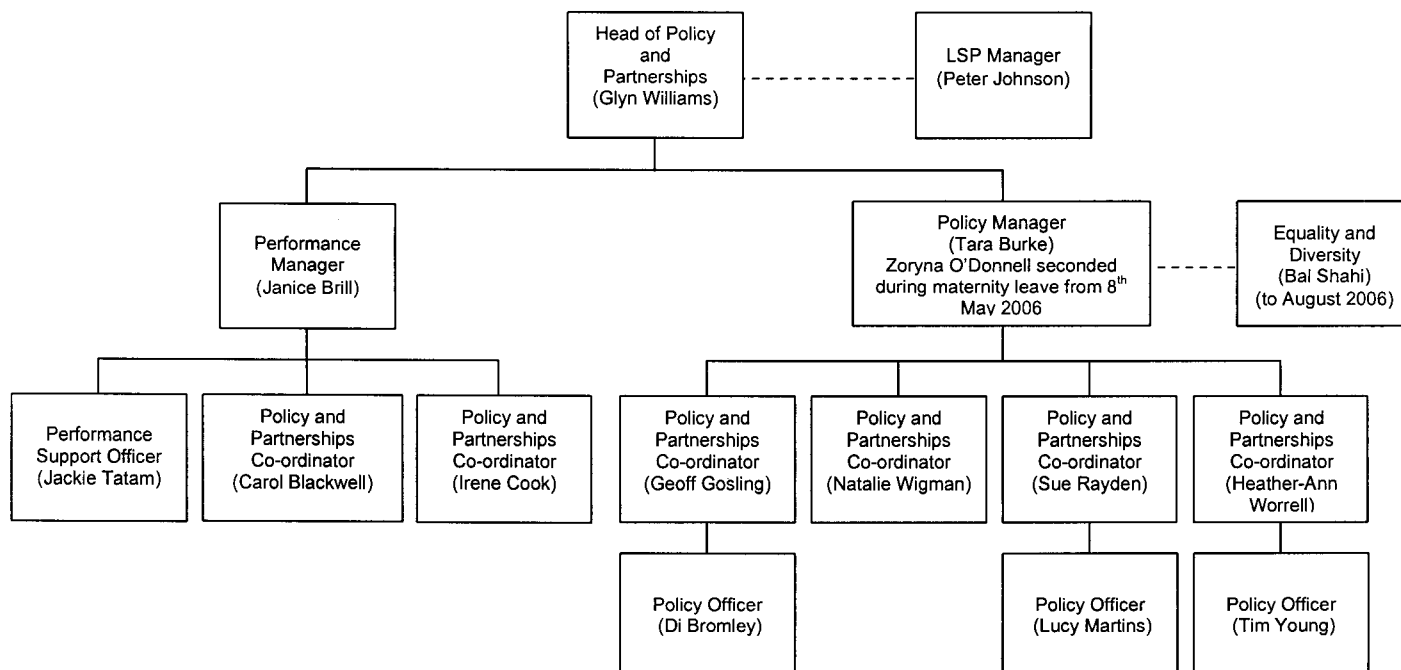 Head of Policy
and
Partnerships
(Glyn Williams)
LSP Manager
(Peter Johnson)
Performance
Manager
(Janice Brill)
Policy Manager
(Tara Burke)
Zoryna O'Donnell seconded
during maternity leave from 8th
May 2006
Equality and
Diversity
(Bal Shahi)
(to August 2006)
Performance
Support Officer
(Jackie Tatam)
Policy and
Partnerships
Co-ordinator
(Carol Blackwell)
Policy and
Partnerships
Co-ordinator
(Irene Cook)
Policy and
Partnerships
Co-ordinator
(Geoff Gosling)
Policy and
Partnerships
Co-ordinator
(Natalie Wigman)
Policy and
Partnerships
Co-ordinator
(Sue Rayden)
Policy and
Partnerships
Co-ordinator
(Heather-Ann
Worrell)
Policy Officer
(Di Bromley)
Policy Officer
(Lucy Martins)
Policy Officer
(Tim Young)